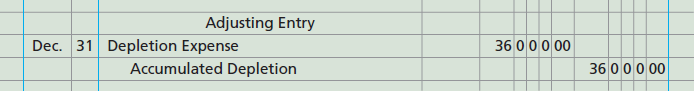 Adjusting Entry
Dec. 31 Depletion Expense 36 0 0 0 00
Accumulated Depletion 36 0 0 0 00